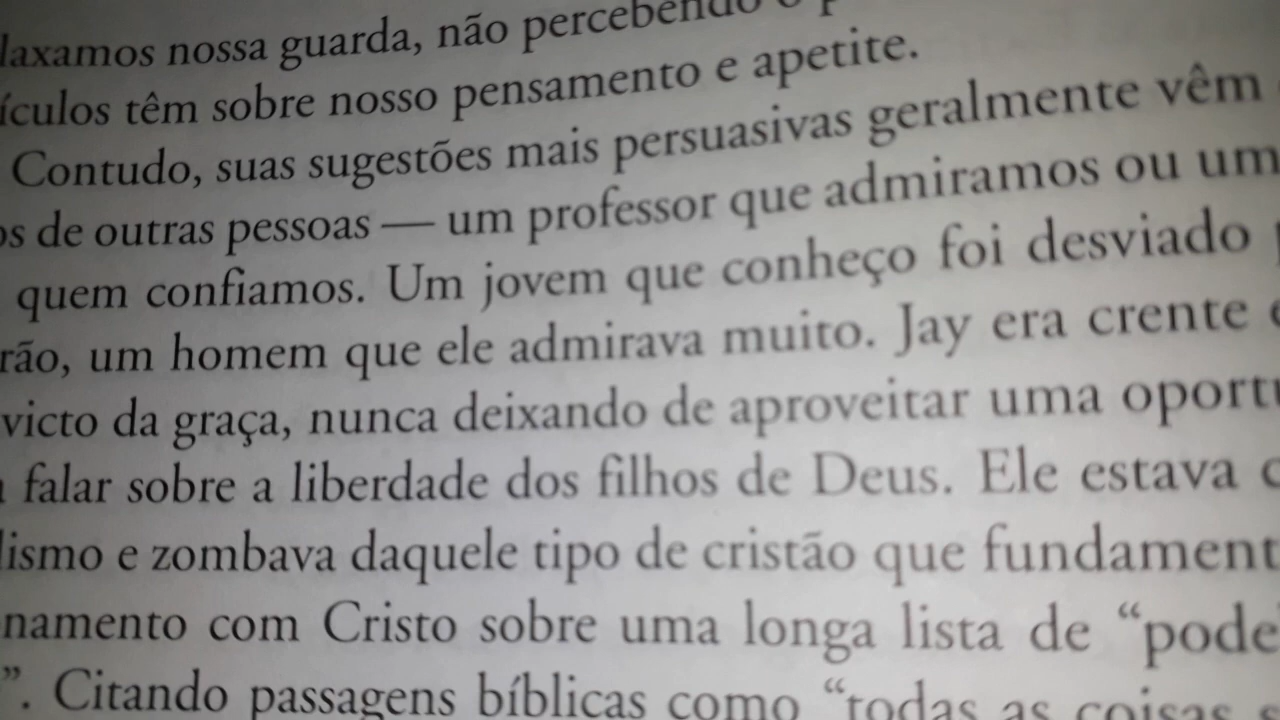 laxamos nossa guarda, não percebendo o p
ículos têm sobre nosso pensamento e apetite.
Contudo, suas sugestões mais persuasivas geralmente vêm
os de outras pessoas — um professor que admiramos ou um
quem confiamos. Um jovem que conheço foi desviado p
rão, um homem que ele admirava muito. Jay era crente e
victo da graça, nunca deixando de aproveitar uma oportu
a falar sobre a liberdade dos filhos de Deus. Ele estava c
lismo e zombava daquele tipo de cristão que fundament
namento com Cristo sobre uma longa lista de “pode
”. Citando passagens bíblicas como “todas as coisas s